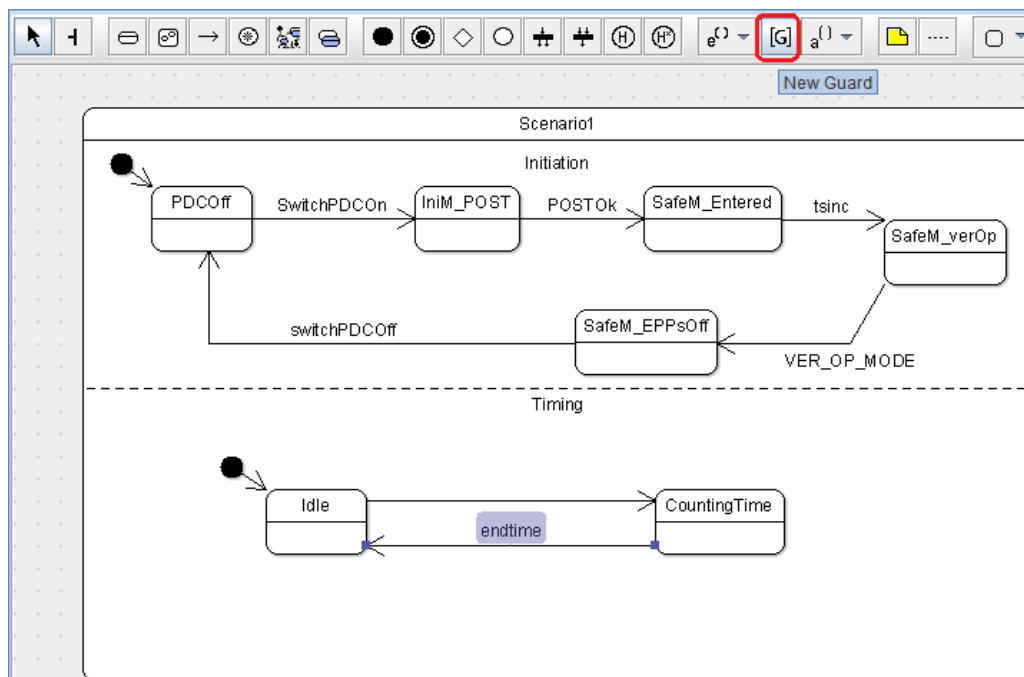 e() [G] a()
H H*
New Guard
Scenario1
Initiation
PDCOff
SwitchPDCOn
IniM_POST
POSTOk
SafeM_Entered
tsinc
SafeM_verOp
switchPDCOff
SafeM_EPPsOff
VER_OP_MODE
Timing
Idle
endtime
CountingTime